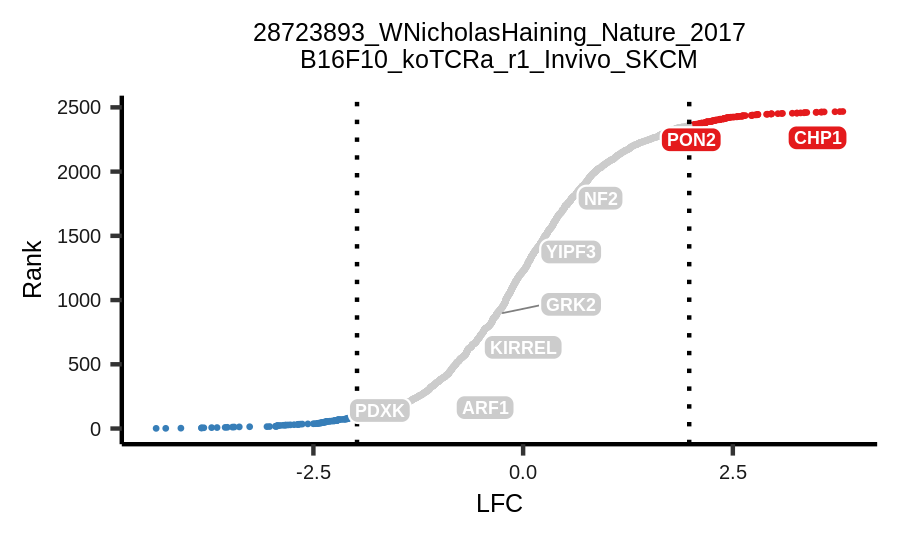 28723893_WNicholasHaining_Nature_2017
B16F10_koTCRa_r1_Invivo_SKCM
2500
2000
1500
1000
500
0
Rank
PON2
CHP1
NF2
YIPF3
GRK2
KIRREL
PDXK
ARF1
-2.5
0.0
2.5
LFC